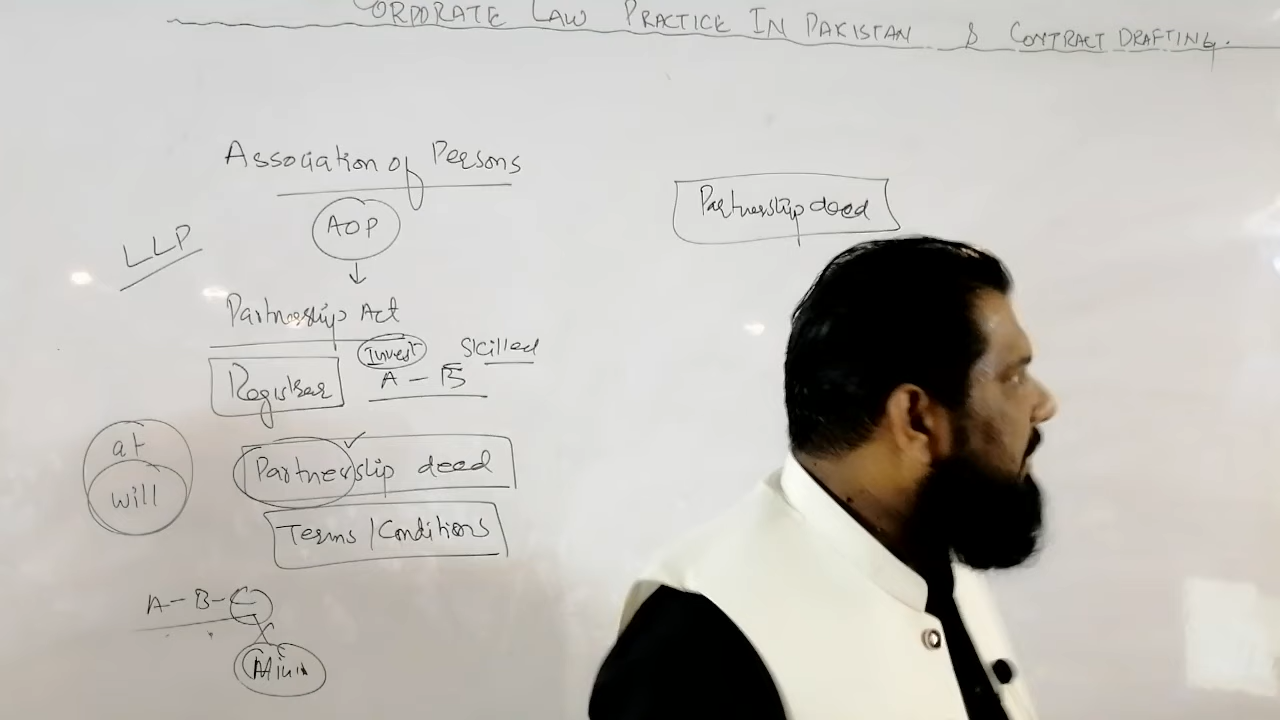 CORPORATE LAW PRACTICE IN PAKISTAN & CONTRACT DRAFTING.
Association of Persons
AOP
LLP
Partnership Act
Invest Skilled
Registrar A - B
Partnership deed
at will
Partnership deed
Terms / Conditions
A - B - C